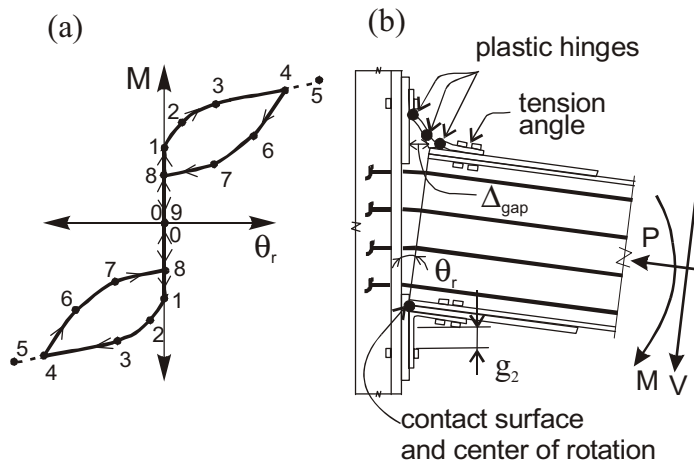 (a)
M
4
5
3
2
1
6
8
7
0
9
0
θr
7
8
6
1
5
2
4
3
(b)
plastic hinges
tension
angle
Δgap
P
θr
g2
M
V
contact surface
and center of rotation